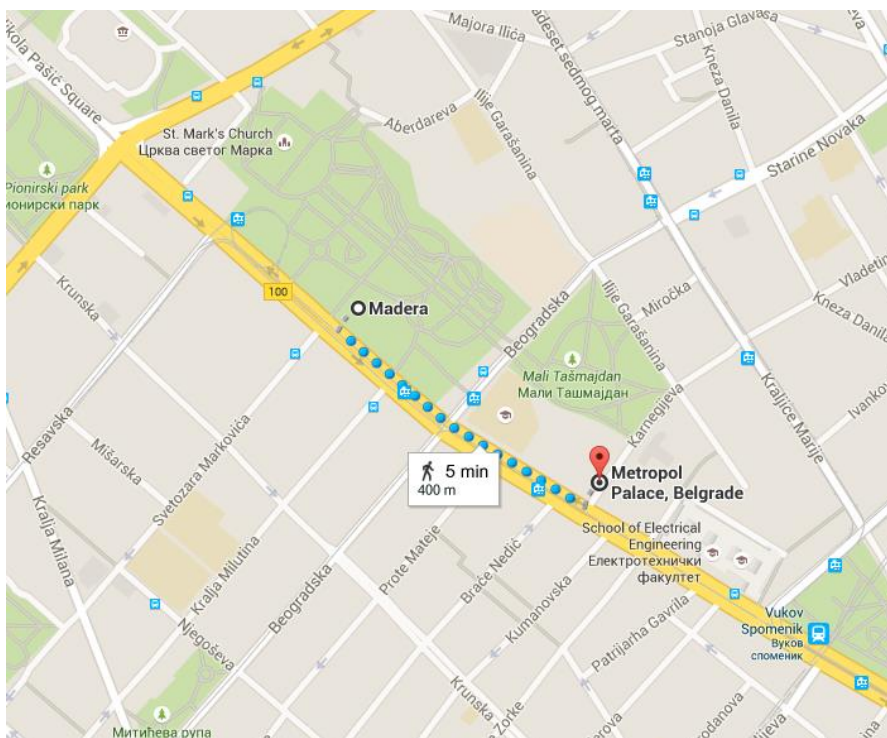 Majora Ilića
Stanoja Glavaša
Nikola Pašić Square
Kneza Danila
Ilije Garašanina
Aberdareva
St. Mark's Church
Црква светог Марка
Starine Novaka
Pionirski park
Krunska
100
Madera
Beogradska
Miročka
Ilije Garašanina
Kneza Danila
Mali Tašmajdan
Мали Ташмајдан
Karnegijeva
Kraljice Marije
Resavska
Svetozara Markovića
Mišarska
5 min
400 m
Metropol
Palace, Belgrade
School of Electrical
Engineering
Електротехнички
факултет
Kralja Milana
Kralja Milutina
Prote Mateje
Braće Nedić
Kumanovska
Beogradska
Njegoševa
Patrijarha Gavrila
Vukov
Spomenik
Вуков
споменик
Krunska
Митићева рупа